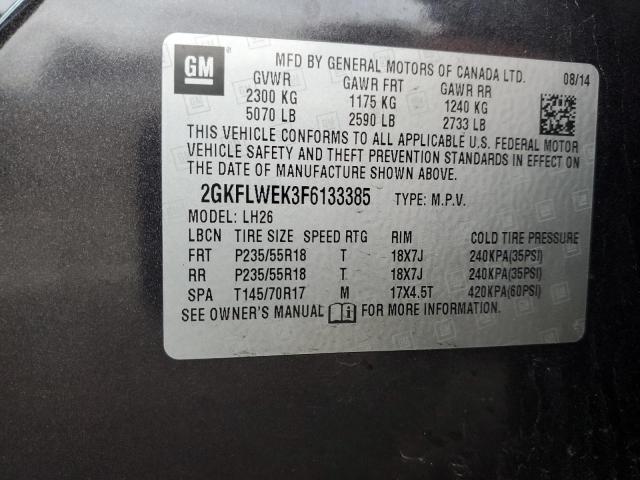 GM
MFD BY GENERAL MOTORS OF CANADA LTD. 08/14
GVWR GAWR FRT GAWR RR
2300 KG 1175 KG 1240 KG
5070 LB 2590 LB 2733 LB
THIS VEHICLE CONFORMS TO ALL APPLICABLE U.S. FEDERAL MOTOR
VEHICLE SAFETY AND THEFT PREVENTION STANDARDS IN EFFECT ON
THE DATE OF MANUFACTURE SHOWN ABOVE.
2GKFLWEK3F6133385 TYPE: M.P.V.
MODEL: LH26
LBCN TIRE SIZE SPEED RTG RIM COLD TIRE PRESSURE
FRT P235/55R18 T 18X7J 240KPA(35PSI)
RR P235/55R18 T 18X7J 240KPA(35PSI)
SPA T145/70R17 M 17X4.5T 420KPA(60PSI)
SEE OWNER'S MANUAL FOR MORE INFORMATION.